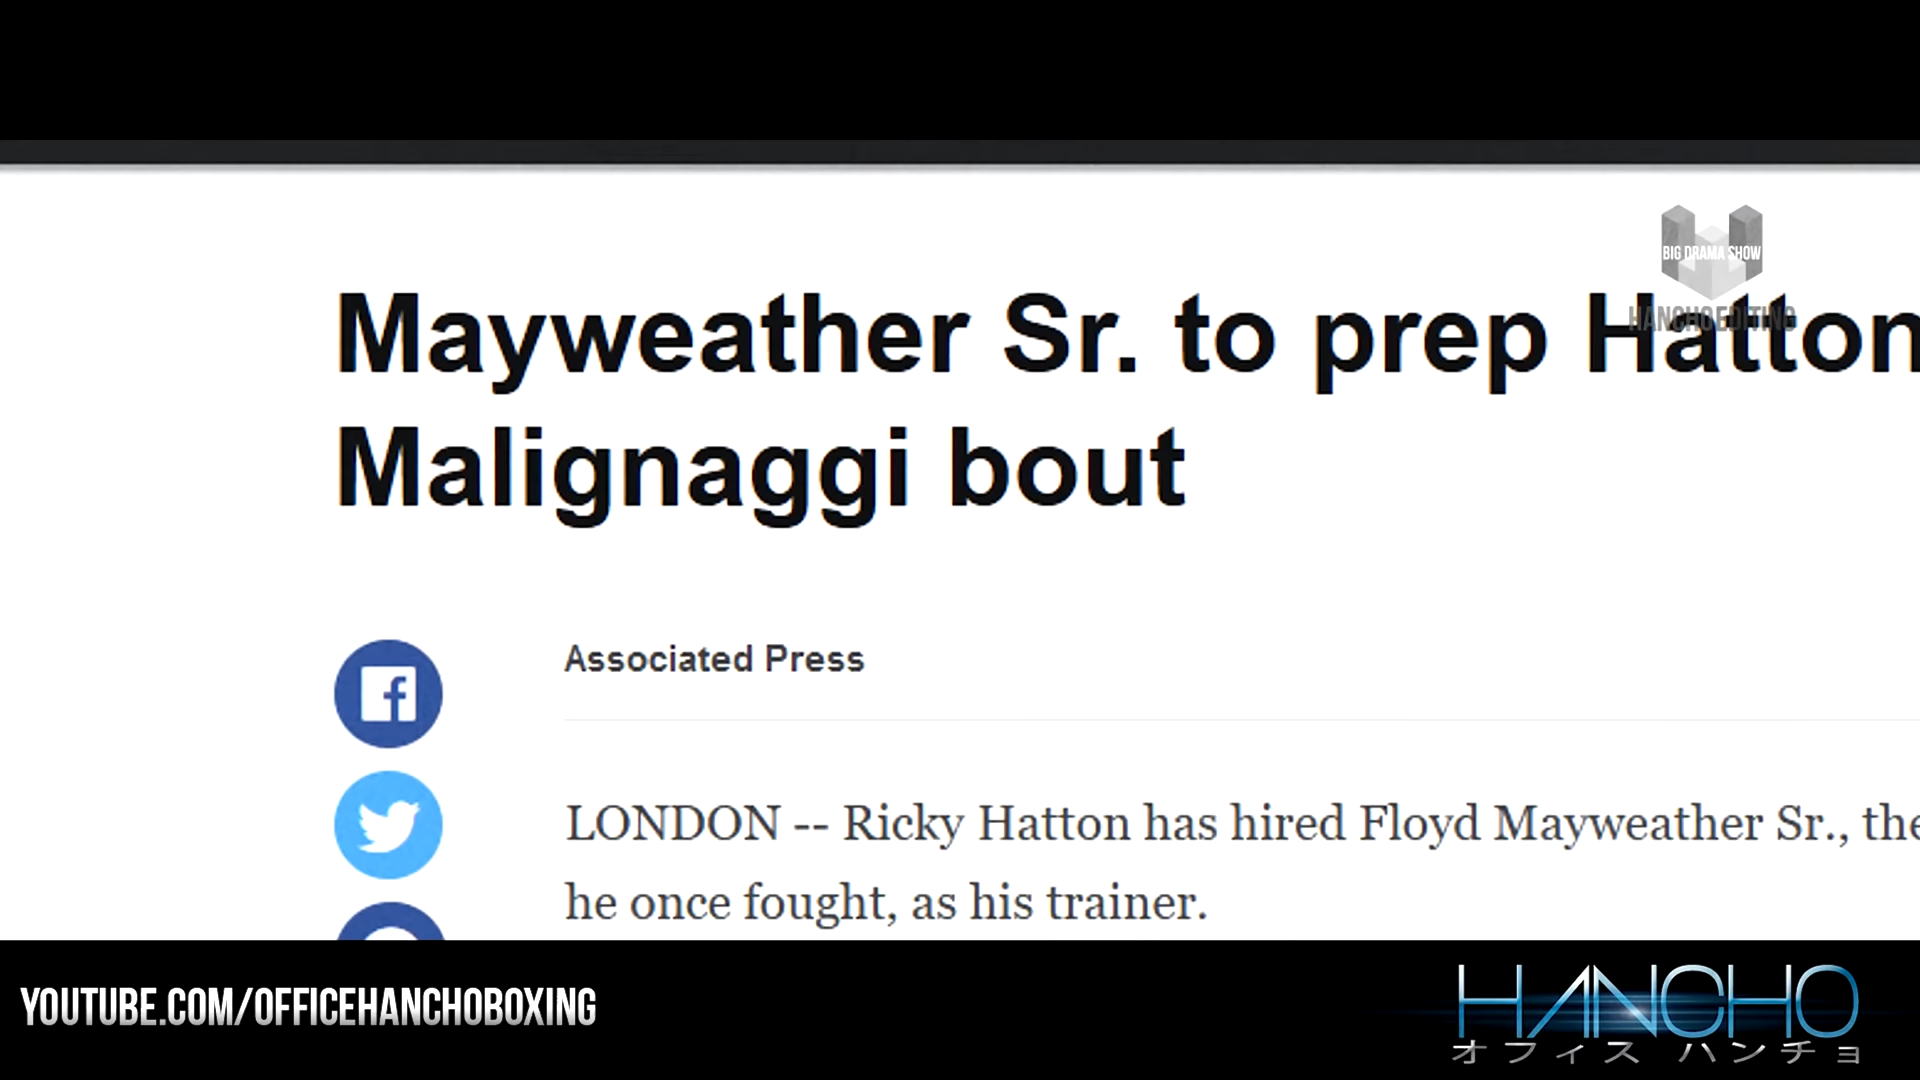 BIG DRAMA SHOW
HANCHOEDITING
Mayweather Sr. to prep Hatton
Malignaggi bout
Associated Press
LONDON -- Ricky Hatton has hired Floyd Mayweather Sr., the
he once fought, as his trainer.
YOUTUBE.COM/OFFICEHANCHOBOXING
HANCHO
オフィス ハンチョ